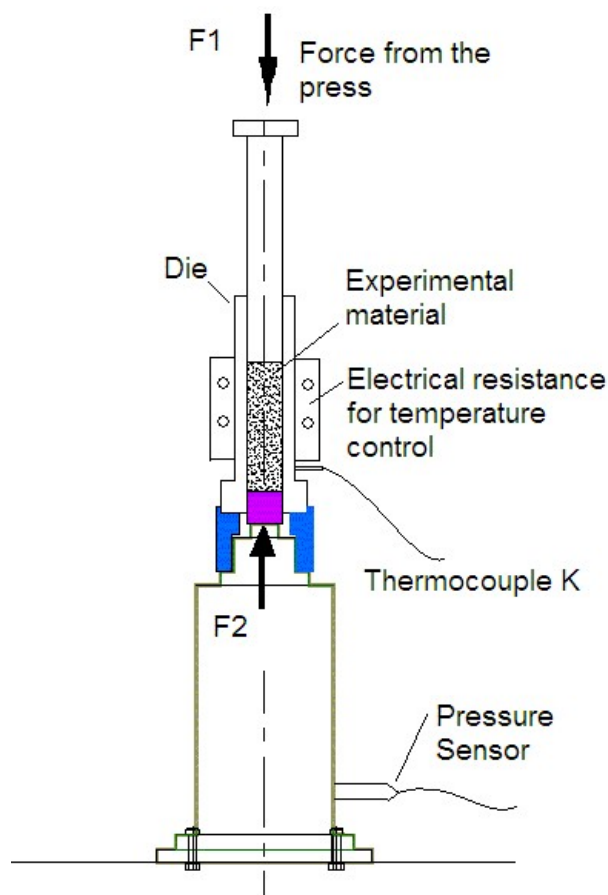 F1
Force from the
press
Die
Experimental
material
Electrical resistance
for temperature
control
Thermocouple K
F2
Pressure
Sensor